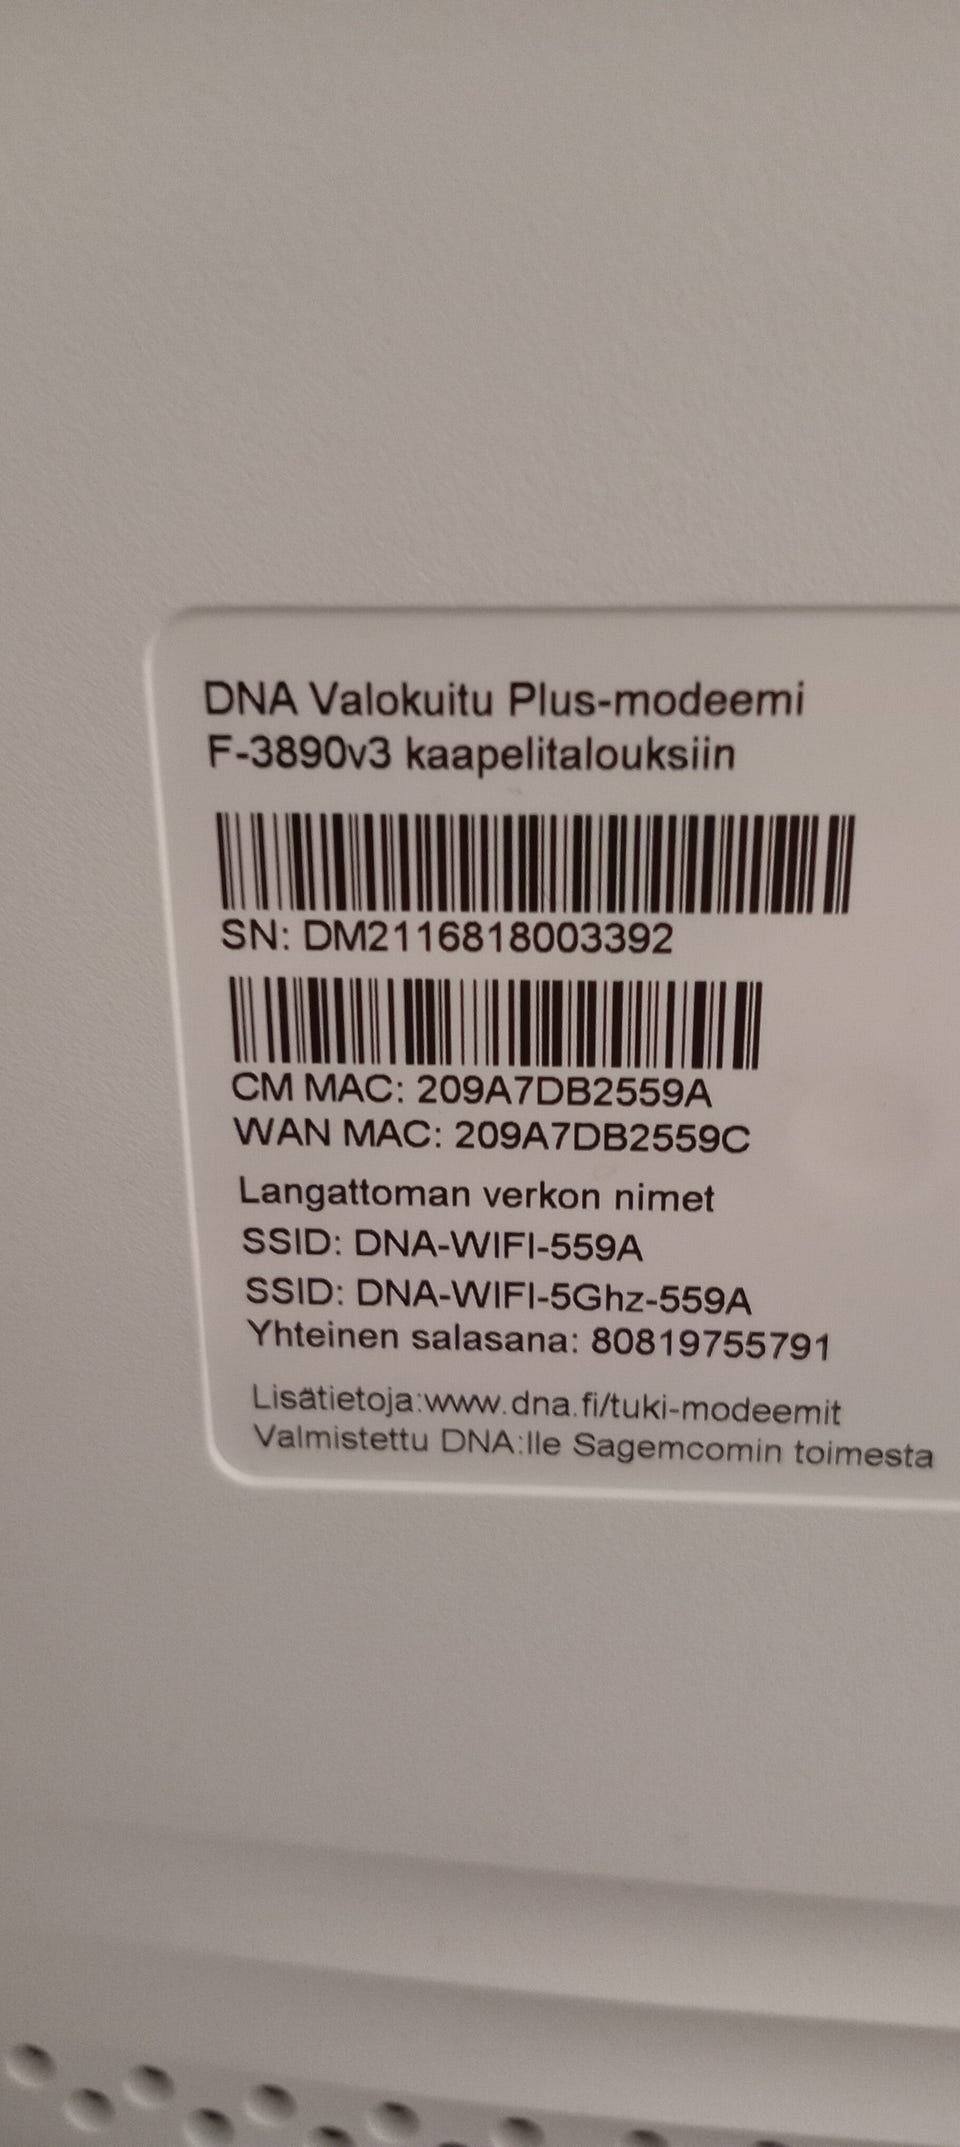 DNA Valokuitu Plus-modeemi
F-3890v3 kaapelitalouksiin
SN: DM2116818003392
CM MAC: 209A7DB2559A
WAN MAC: 209A7DB2559C
Langattoman verkon nimet
SSID: DNA-WIFI-559A
SSID: DNA-WIFI-5Ghz-559A
Yhteinen salasana: 80819755791
Lisätietoja:www.dna.fi/tuki-modeemit
Valmistettu DNA:lle Sagemcomin toimesta